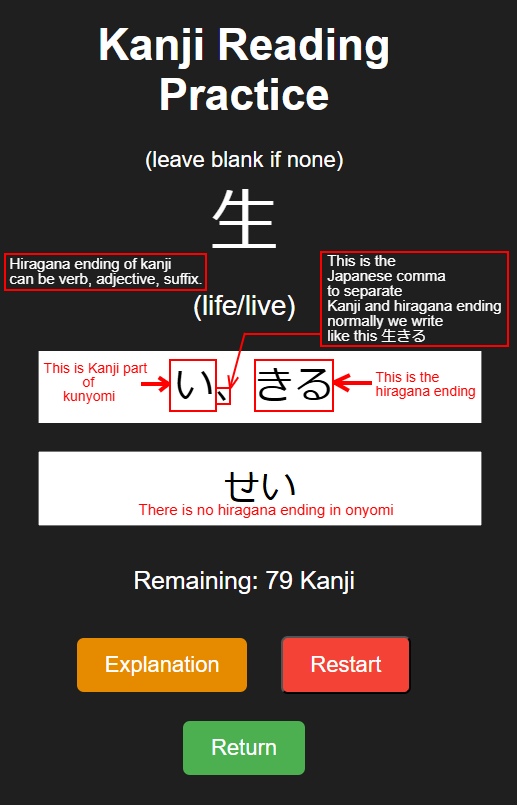 Kanji Reading
Practice
(leave blank if none)
生
Hiragana ending of kanji
can be verb, adjective, suffix.
This is the
Japanese comma
to separate
Kanji and hiragana ending
normally we write
like this 生きる
(life/live)
This is Kanji part
of
kunyomi
い、きる
This is the
hiragana ending
せい
There is no hiragana ending in onyomi
Remaining: 79 Kanji
Explanation
Restart
Return